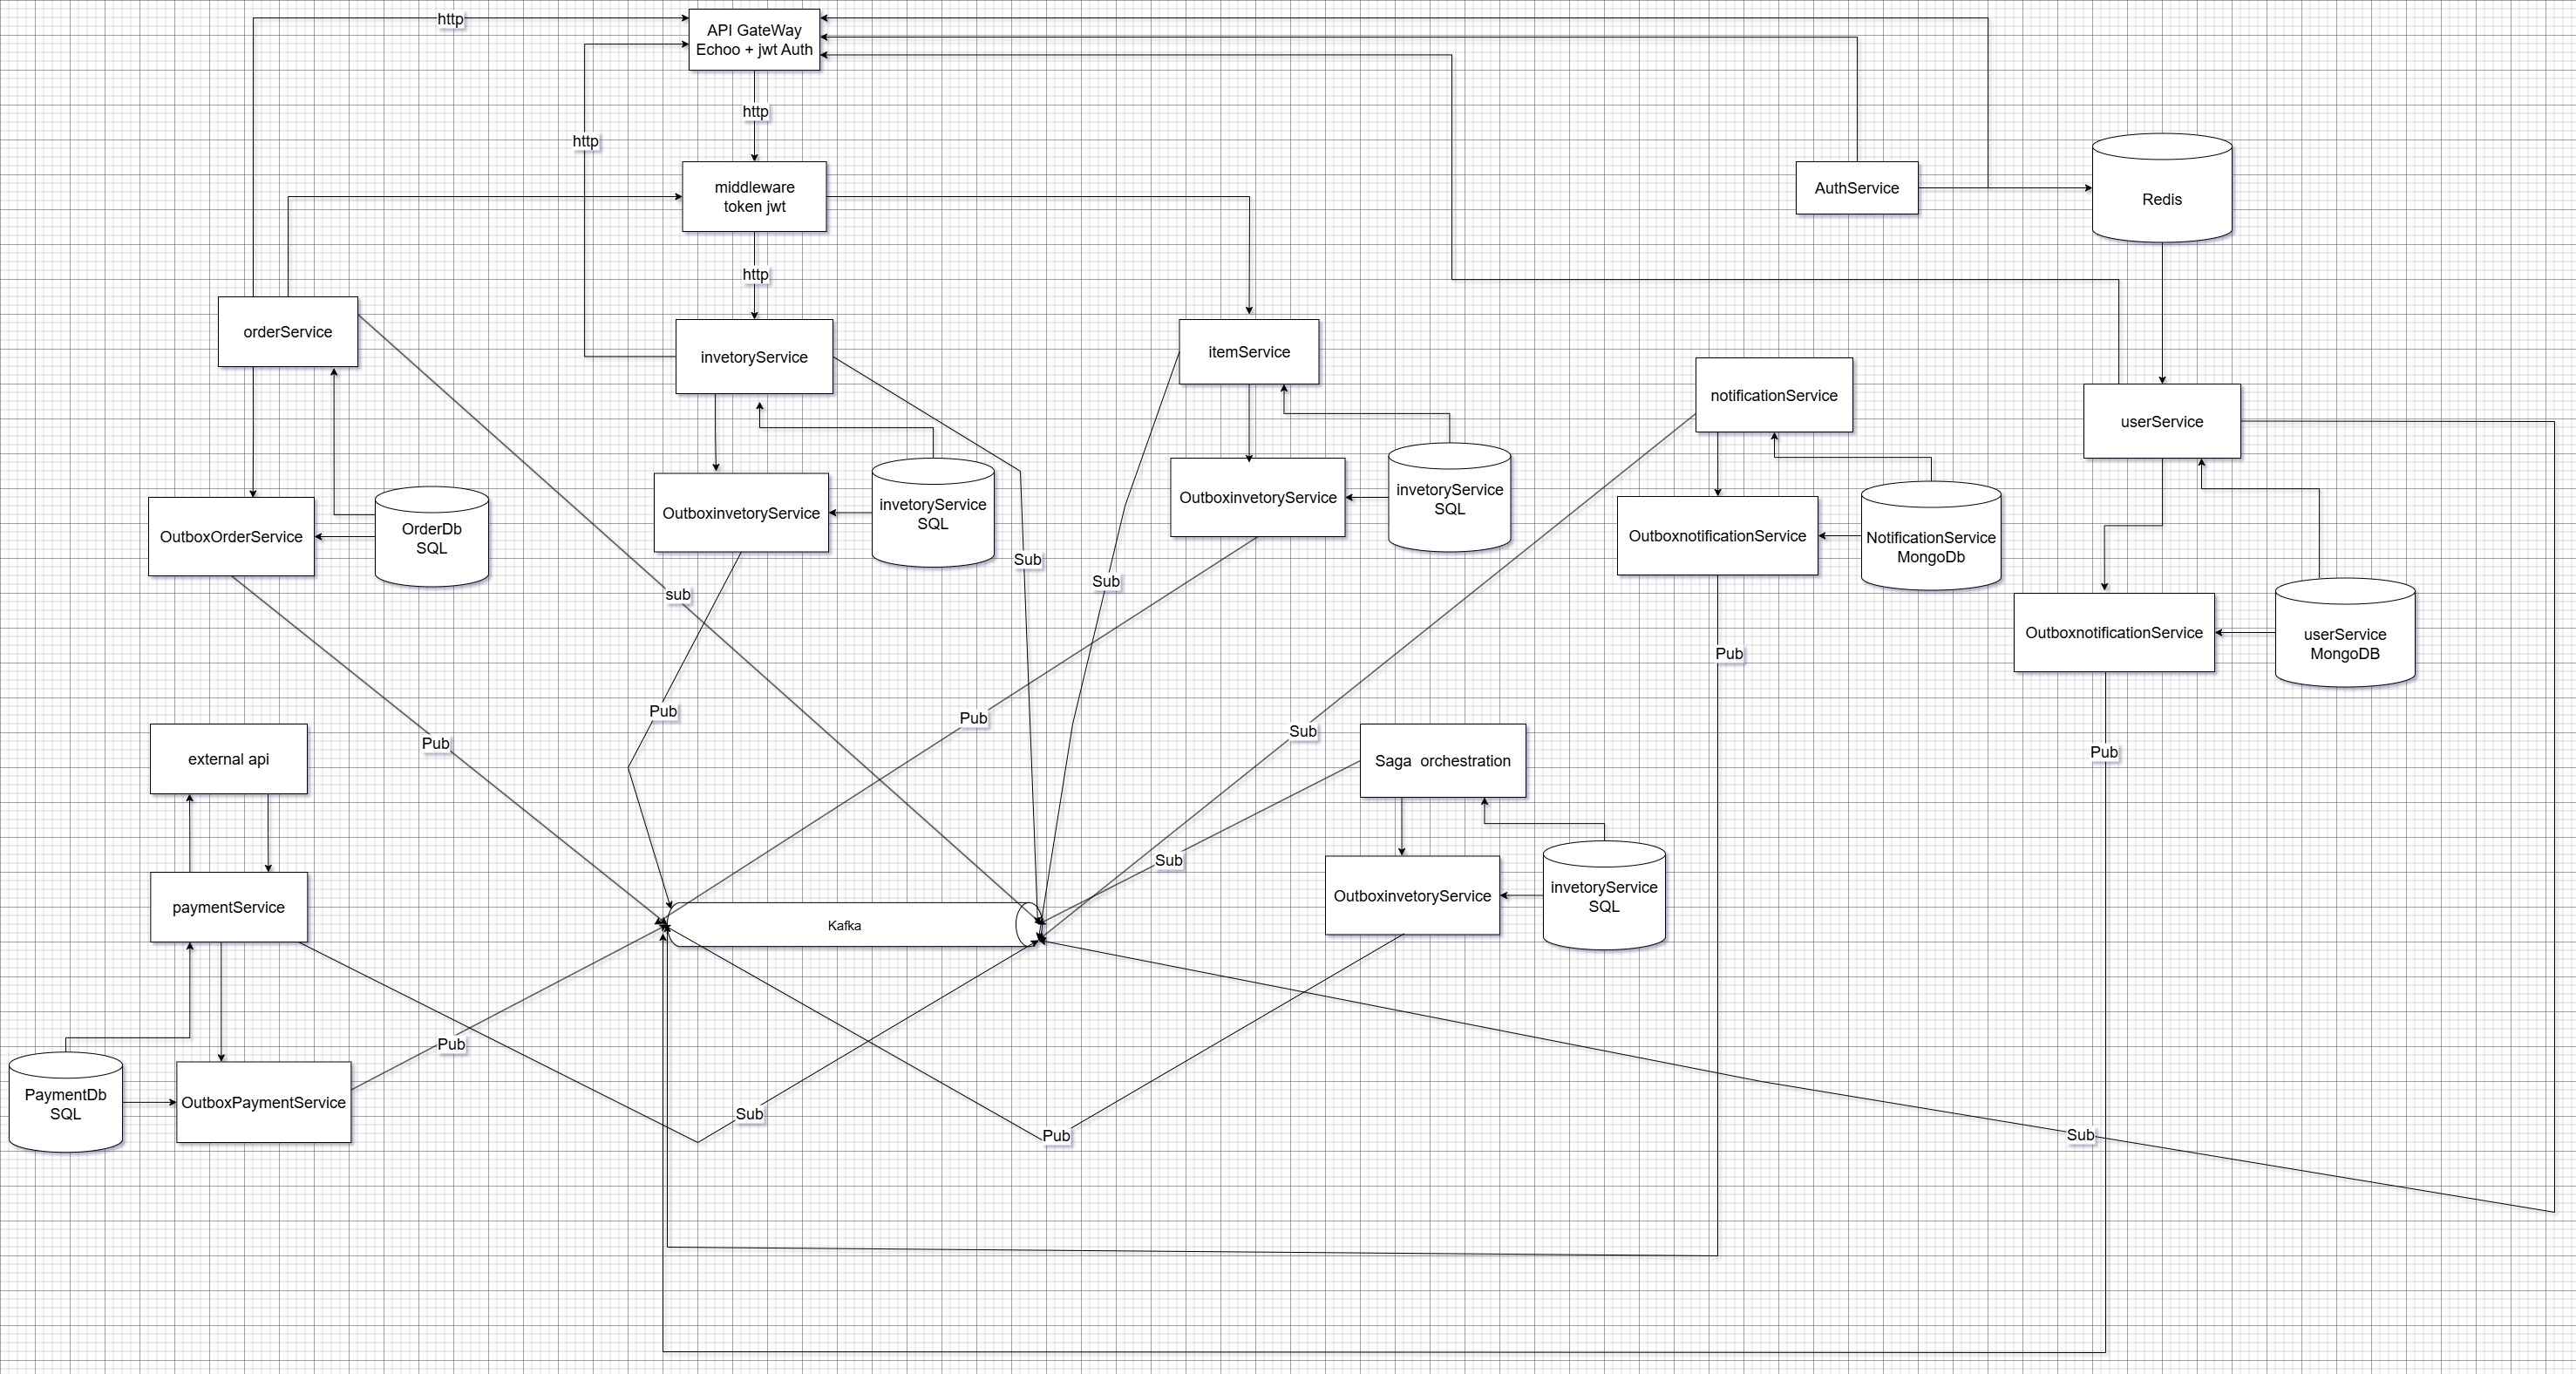 http
API GateWay
Echoo + jwt Auth
http
http
middleware
token jwt
AuthService
Redis
http
orderService
invetoryService
itemService
notificationService
userService
OutboxOrderService
OrderDb
SQL
OutboxinvetoryService
invetoryService
SQL
OutboxinvetoryService
invetoryService
SQL
OutboxnotificationService
NotificationService
MongoDb
Sub
Sub
sub
OutboxnotificationService
userService
MongoDB
Pub
Pub
Pub
Sub
Pub
Pub
external api
Saga  orchestration
Sub
paymentService
Kafka
OutboxinvetoryService
invetoryService
SQL
Pub
PaymentDb
SQL
OutboxPaymentService
Sub
Pub
Sub